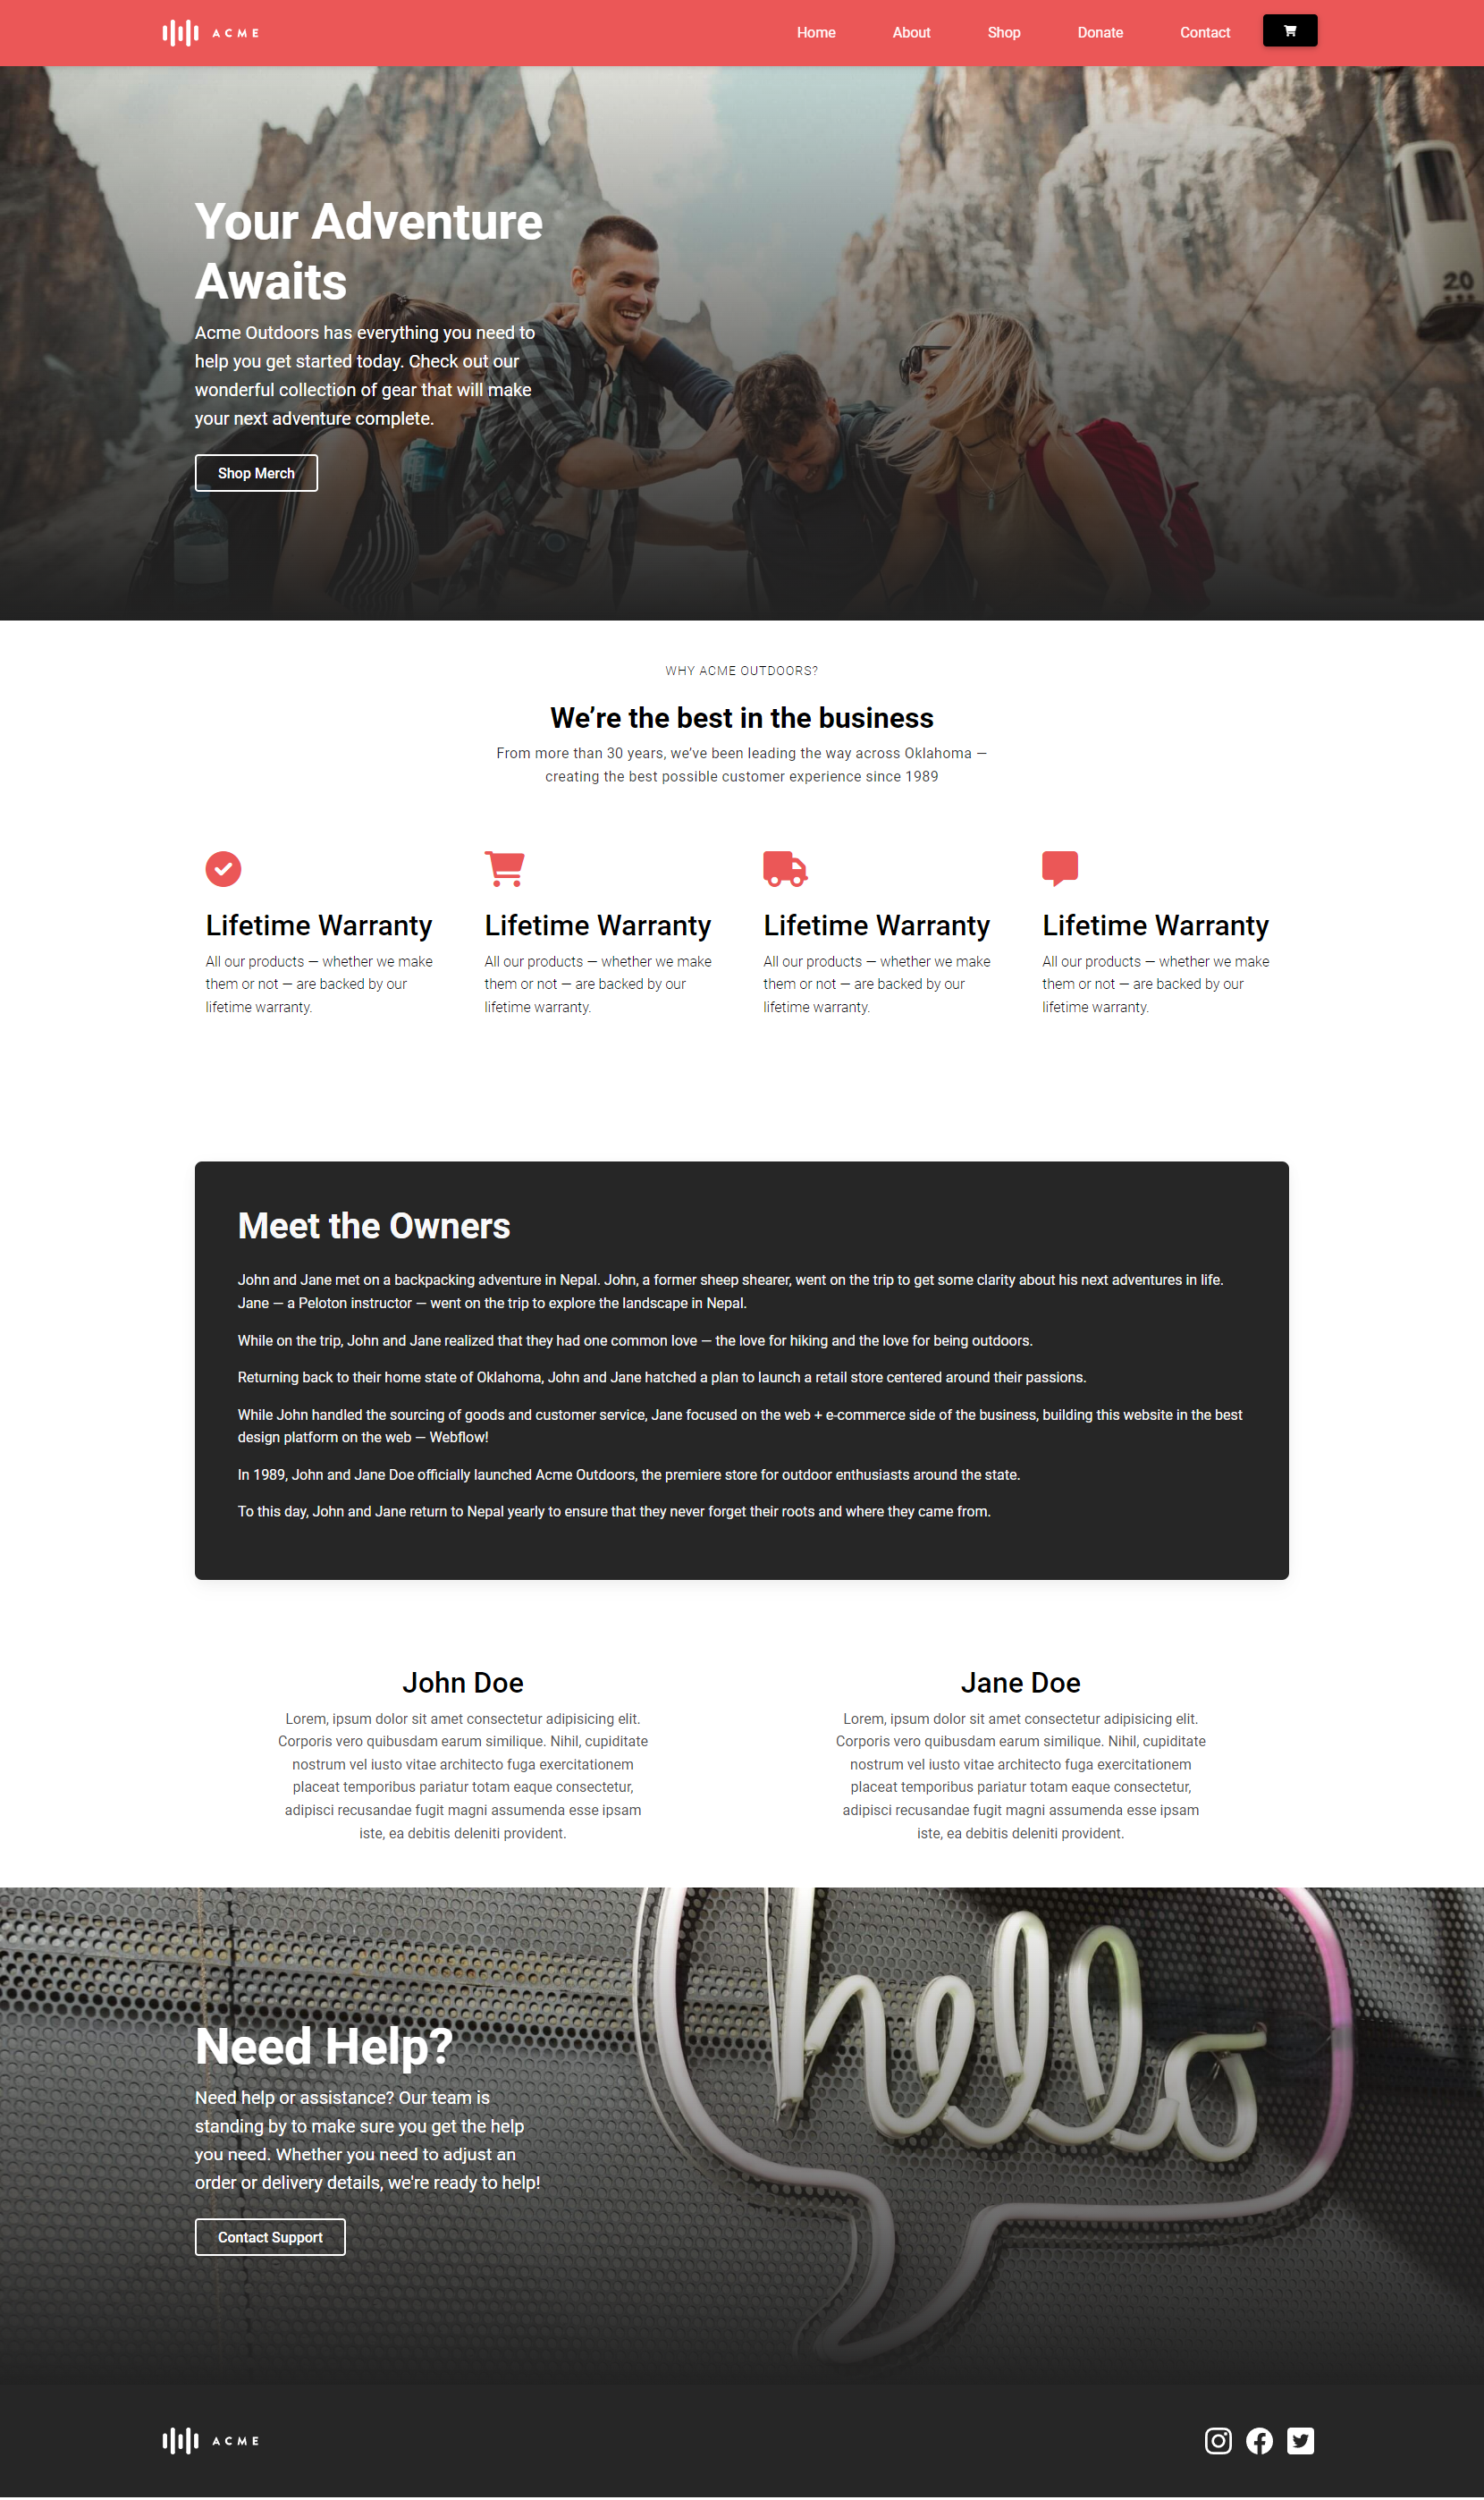 ACME
Home About Shop Donate Contact
20
Your Adventure
Awaits
Acme Outdoors has everything you need to
help you get started today. Check out our
wonderful collection of gear that will make
your next adventure complete.
Shop Merch
WHY ACME OUTDOORS?
We’re the best in the business
From more than 30 years, we’ve been leading the way across Oklahoma —
creating the best possible customer experience since 1989
Lifetime Warranty
All our products — whether we make
them or not — are backed by our
lifetime warranty.
Lifetime Warranty
All our products — whether we make
them or not — are backed by our
lifetime warranty.
Lifetime Warranty
All our products — whether we make
them or not — are backed by our
lifetime warranty.
Lifetime Warranty
All our products — whether we make
them or not — are backed by our
lifetime warranty.
Meet the Owners
John and Jane met on a backpacking adventure in Nepal. John, a former sheep shearer, went on the trip to get some clarity about his next adventures in life.
Jane — a Peloton instructor — went on the trip to explore the landscape in Nepal.
While on the trip, John and Jane realized that they had one common love — the love for hiking and the love for being outdoors.
Returning back to their home state of Oklahoma, John and Jane hatched a plan to launch a retail store centered around their passions.
While John handled the sourcing of goods and customer service, Jane focused on the web + e-commerce side of the business, building this website in the best
design platform on the web — Webflow!
In 1989, John and Jane Doe officially launched Acme Outdoors, the premiere store for outdoor enthusiasts around the state.
To this day, John and Jane return to Nepal yearly to ensure that they never forget their roots and where they came from.
John Doe
Lorem, ipsum dolor sit amet consectetur adipisicing elit.
Corporis vero quibusdam earum similique. Nihil, cupiditate
nostrum vel iusto vitae architecto fuga exercitationem
placeat temporibus pariatur totam eaque consectetur,
adipisci recusandae fugit magni assumenda esse ipsam
iste, ea debitis deleniti provident.
Jane Doe
Lorem, ipsum dolor sit amet consectetur adipisicing elit.
Corporis vero quibusdam earum similique. Nihil, cupiditate
nostrum vel iusto vitae architecto fuga exercitationem
placeat temporibus pariatur totam eaque consectetur,
adipisci recusandae fugit magni assumenda esse ipsam
iste, ea debitis deleniti provident.
hello
Need Help?
Need help or assistance? Our team is
standing by to make sure you get the help
you need. Whether you need to adjust an
order or delivery details, we're ready to help!
Contact Support
ACME